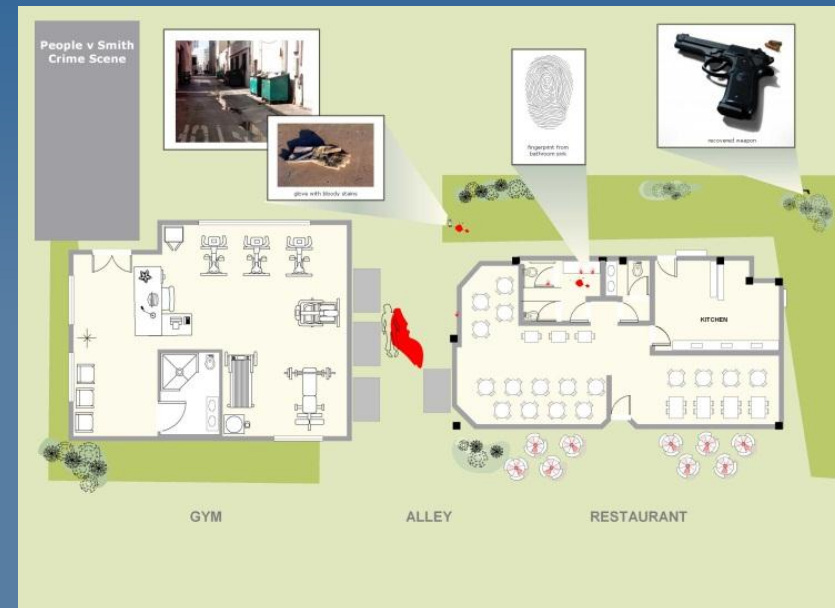 People v Smith
Crime Scene
glove with bloody stains
fingerprint from
bathroom sink
recovered weapon
KITCHEN
GYM
ALLEY
RESTAURANT